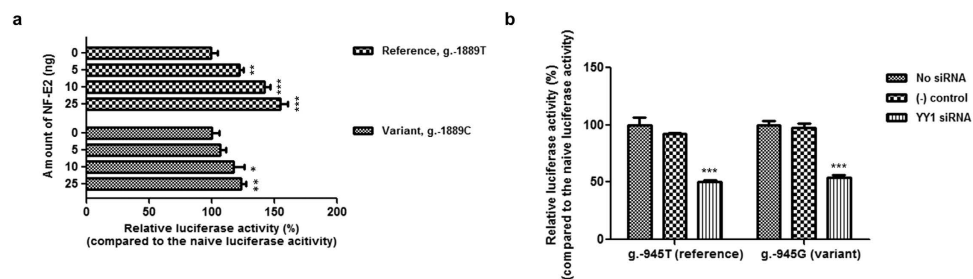 a
Amount of NF-E2 (ng)
0
5
**
10
***
25
***
0
5
10
*
25
**
0
50
100
150
200
Relative luciferase activity (%)
(compared to the naive luciferase acitivity)
Reference, g.-1889T
Variant, g.-1889C
b
Relative luciferase activity (%)
(compared to the naive luciferase activity)
150
100
50
0
***
***
g.-945T (reference)
g.-945G (variant)
No siRNA
(-) control
YY1 siRNA